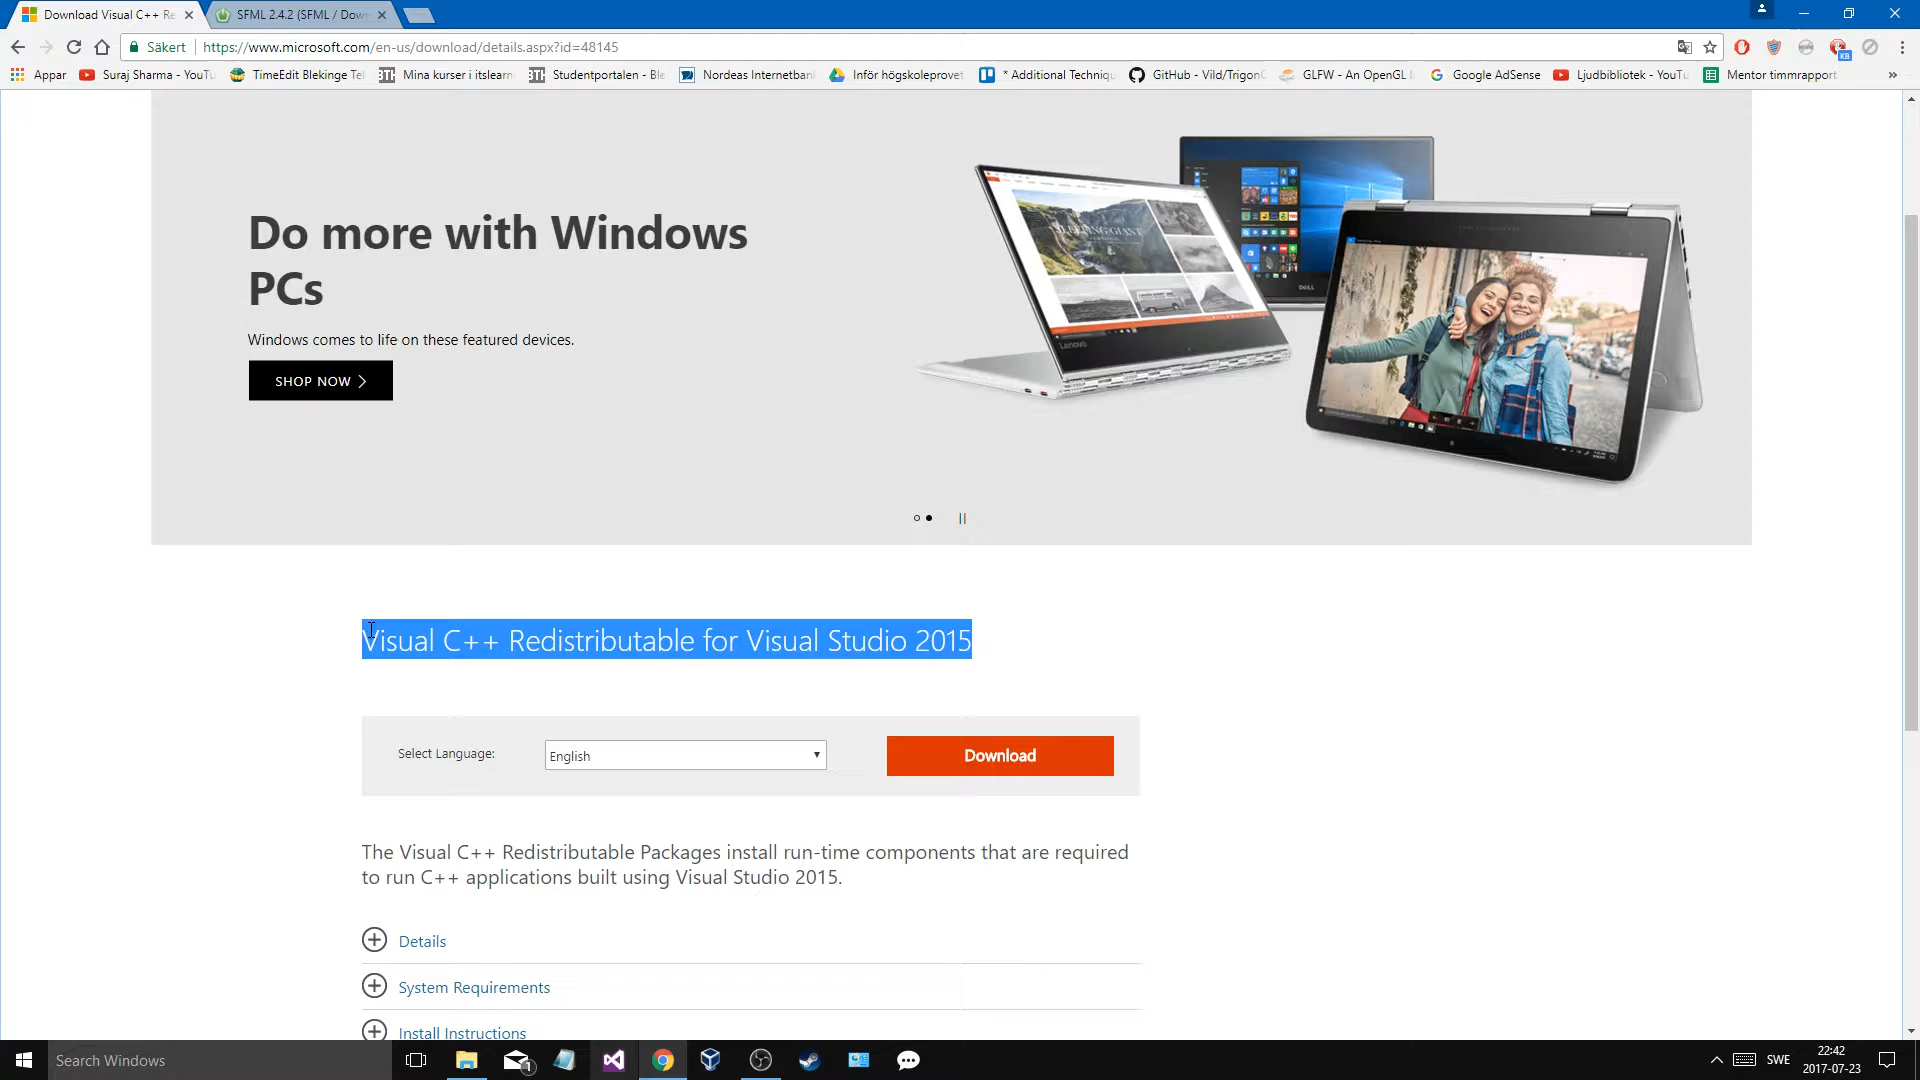 Download Visual C++ Re
SFML 2.4.2 (SFML / Dow
Säkert
https://www.microsoft.com/en-us/download/details.aspx?id=48145
Appar
Suraj Sharma - YouTu
TimeEdit Blekinge Te
Mina kurser i itslearn
Studentportalen - Ble
Nordeas Internetban
Inför högskoleprovet
* Additional Techniqu
GitHub - Vild/TrigonC
GLFW - An OpenGL l
Google AdSense
Ljudbibliotek - YouTu
Mentor timmrapport
»
Do more with Windows
PCs
Windows comes to life on these featured devices.
SHOP NOW
Lenovo
DELL
Visual C++ Redistributable for Visual Studio 2015
Select Language:
English
Download
The Visual C++ Redistributable Packages install run-time components that are required
to run C++ applications built using Visual Studio 2015.
Details
System Requirements
Install Instructions
Search Windows
1
SWE
22:42
2017-07-23